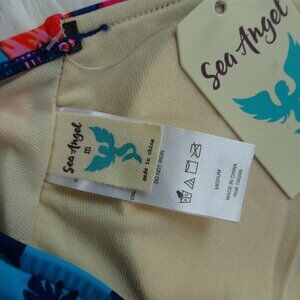 Sea Angel
Sea Angel
m
made in china
DO NOT IRON
MEDIUM
MADE IN CHINA